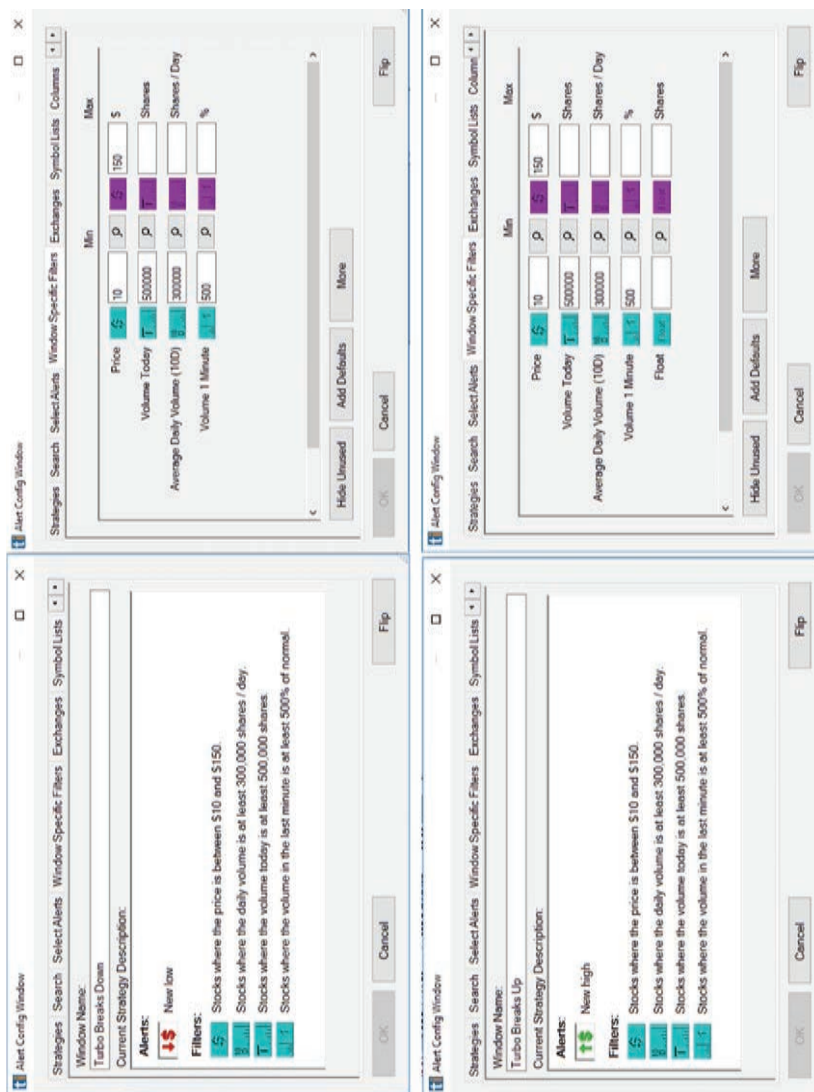 Alert Config Window
Strategies Search Select Alerts Window Specific Filters Exchanges Symbol Lists
Window Name:
Turbo Breaks Down
Current Strategy Description:
Alerts:
$ New low
Filters:
$ Stocks where the price is between $10 and $150.
Stocks where the daily volume is at least 300,000 shares / day.
T Stocks where the volume today is at least 500,000 shares.
Stocks where the volume in the last minute is at least 500% of normal.
OK Cancel Flip
Alert Config Window
Strategies Search Select Alerts Window Specific Filters Exchanges Symbol Lists Columns
Min Max
Price $ 10 $ 150 $
Volume Today T 500000 T Shares
Average Daily Volume (10D) 300000 Shares / Day
Volume 1 Minute 500 %
Hide Unused Add Defaults More
OK Cancel Flip
Alert Config Window
Strategies Search Select Alerts Window Specific Filters Exchanges Symbol Lists
Window Name:
Turbo Breaks Up
Current Strategy Description:
Alerts:
$ New high
Filters:
$ Stocks where the price is between $10 and $150.
Stocks where the daily volume is at least 300,000 shares / day.
T Stocks where the volume today is at least 500,000 shares.
Stocks where the volume in the last minute is at least 500% of normal.
OK Cancel Flip
Alert Config Window
Strategies Search Select Alerts Window Specific Filters Exchanges Symbol Lists Column
Min Max
Price $ 10 $ 150 $
Volume Today T 500000 T Shares
Average Daily Volume (10D) 300000 Shares / Day
Volume 1 Minute 500 %
Float Float Float Shares
Hide Unused Add Defaults More
OK Cancel Flip